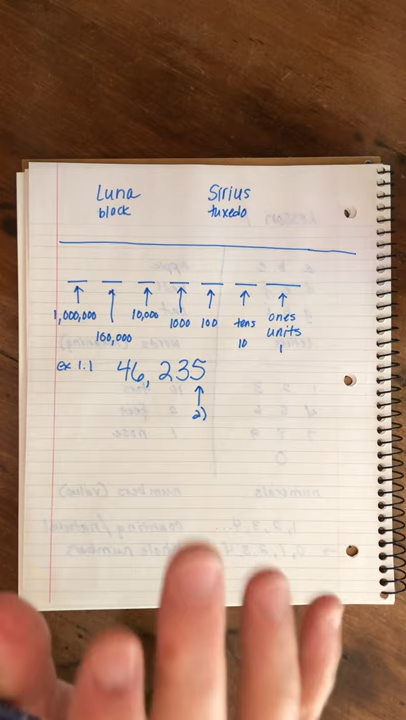 Luna Sirius
black tuxedo
1,000,000 100,000 10,000 1000 100 tens ones
10 units
1
ex 1.1 46,235
2)